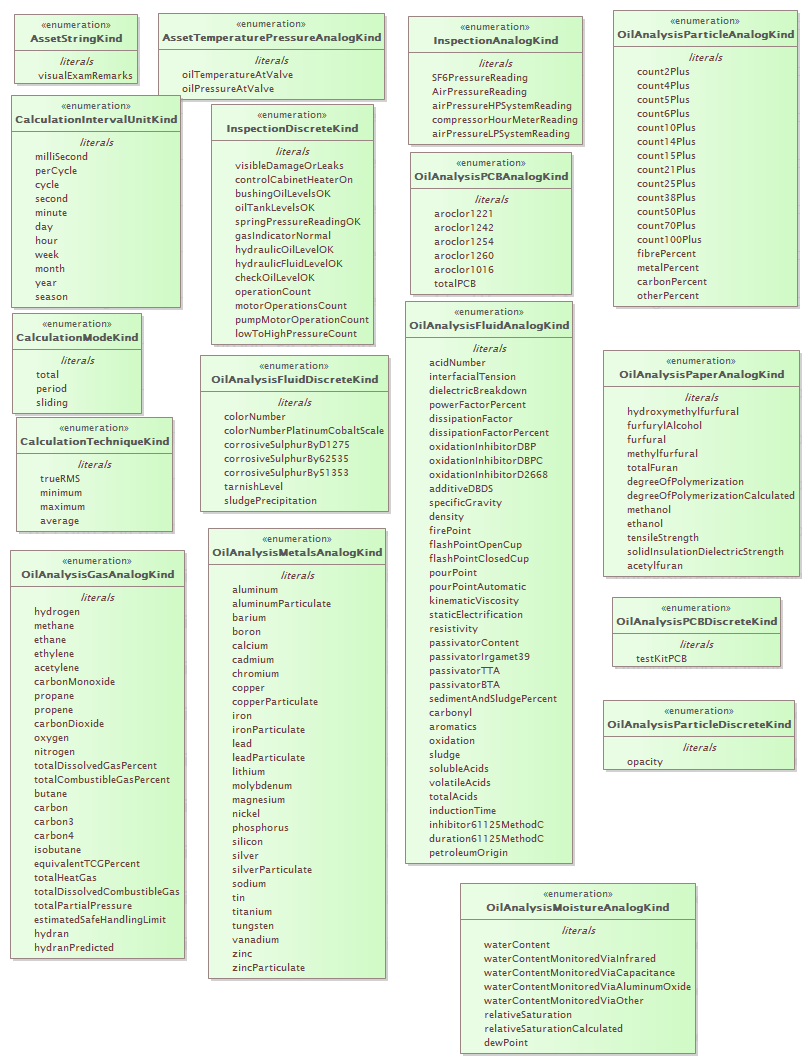 «enumeration»
AssetStringKind
literals
visualExamRemarks
«enumeration»
AssetTemperaturePressureAnalogKind
literals
oilTemperatureAtValve
oilPressureAtValve
«enumeration»
InspectionAnalogKind
literals
SF6PressureReading
AirPressureReading
airPressureHPSystemReading
compressorHourMeterReading
airPressureLPSystemReading
«enumeration»
OilAnalysisParticleAnalogKind
literals
count2Plus
count4Plus
count5Plus
count6Plus
count10Plus
count14Plus
count15Plus
count21Plus
count25Plus
count38Plus
count50Plus
count70Plus
count100Plus
fibrePercent
metalPercent
carbonPercent
otherPercent
«enumeration»
CalculationIntervalUnitKind
literals
milliSecond
perCycle
cycle
second
minute
day
hour
week
month
year
season
«enumeration»
InspectionDiscreteKind
literals
visibleDamageOrLeaks
controlCabinetHeaterOn
bushingOilLevelsOK
oilTankLevelsOK
springPressureReadingOK
gasIndicatorNormal
hydraulicOilLevelOK
hydraulicFluidLevelOK
checkOilLevelOK
operationCount
motorOperationsCount
pumpMotorOperationCount
lowToHighPressureCount
«enumeration»
OilAnalysisPCBAnalogKind
literals
aroclor1221
aroclor1242
aroclor1254
aroclor1260
aroclor1016
totalPCB
«enumeration»
CalculationModeKind
literals
total
period
sliding
«enumeration»
OilAnalysisFluidDiscreteKind
literals
colorNumber
colorNumberPlatinumCobaltScale
corrosiveSulphurByD1275
corrosiveSulphurBy62535
corrosiveSulphurBy51353
tarnishLevel
sludgePrecipitation
«enumeration»
OilAnalysisFluidAnalogKind
literals
acidNumber
interfacialTension
dielectricBreakdown
powerFactorPercent
dissipationFactor
dissipationFactorPercent
oxidationInhibitorDBP
oxidationInhibitorDBPC
oxidationInhibitorD2668
additiveDBDS
specificGravity
density
firePoint
flashPointOpenCup
flashPointClosedCup
pourPoint
pourPointAutomatic
kinematicViscosity
staticElectrification
resistivity
passivatorContent
passivatorIrgamet39
passivatorTTA
passivatorBTA
sedimentAndSludgePercent
carbonyl
aromatics
oxidation
sludge
solubleAcids
volatileAcids
totalAcids
inductionTime
inhibitor61125MethodC
duration61125MethodC
petroleumOrigin
«enumeration»
OilAnalysisPaperAnalogKind
literals
hydroxymethylfurfural
furfurylAlcohol
furfural
methylfurfural
totalFuran
degreeOfPolymerization
degreeOfPolymerizationCalculated
methanol
ethanol
tensileStrength
solidInsulationDielectricStrength
acetylfuran
«enumeration»
CalculationTechniqueKind
literals
trueRMS
minimum
maximum
average
«enumeration»
OilAnalysisGasAnalogKind
literals
hydrogen
methane
ethane
ethylene
acetylene
carbonMonoxide
propane
propene
carbonDioxide
oxygen
nitrogen
totalDissolvedGasPercent
totalCombustibleGasPercent
butane
carbon
carbon3
carbon4
isobutane
equivalentTCGPercent
totalHeatGas
totalDissolvedCombustibleGas
totalPartialPressure
estimatedSafeHandlingLimit
hydran
hydranPredicted
«enumeration»
OilAnalysisMetalsAnalogKind
literals
aluminum
aluminumParticulate
barium
boron
calcium
cadmium
chromium
copper
copperParticulate
iron
ironParticulate
lead
leadParticulate
lithium
molybdenum
magnesium
nickel
phosphorus
silicon
silver
silverParticulate
sodium
tin
titanium
tungsten
vanadium
zinc
zincParticulate
«enumeration»
OilAnalysisPCBDiscreteKind
literals
testKitPCB
«enumeration»
OilAnalysisParticleDiscreteKind
literals
opacity
«enumeration»
OilAnalysisMoistureAnalogKind
literals
waterContent
waterContentMonitoredViaInfrared
waterContentMonitoredViaCapacitance
waterContentMonitoredViaAluminumOxide
waterContentMonitoredViaOther
relativeSaturation
relativeSaturationCalculated
dewPoint